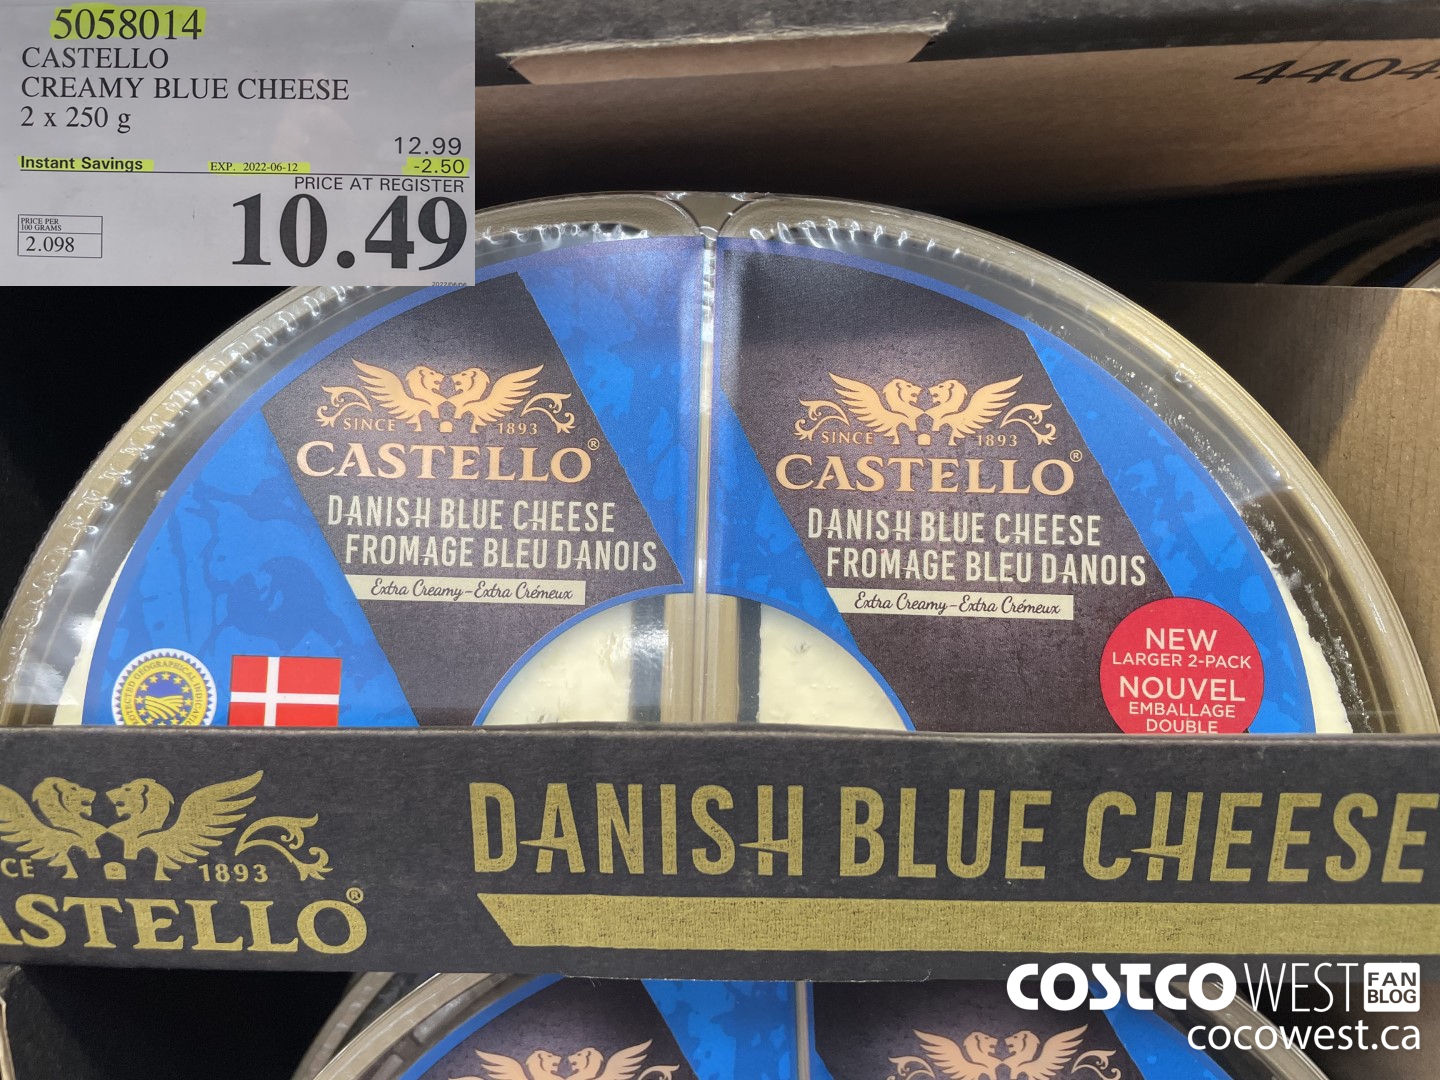 5058014
CASTELLO
CREAMY BLUE CHEESE
2 x 250 g
12.99
Instant Savings EXP. 2022-06-12 -2.50
PRICE AT REGISTER
10.49
PRICE PER
100 GRAMS
2.098
2022/06/06
4404
SINCE 1893
CASTELLO®
DANISH BLUE CHEESE
FROMAGE BLEU DANOIS
Extra Creamy-Extra Crémeux
SINCE 1893
CASTELLO®
DANISH BLUE CHEESE
FROMAGE BLEU DANOIS
Extra Creamy-Extra Crémeux
NEW
LARGER 2-PACK
NOUVEL
EMBALLAGE
DOUBLE
CE 1893
ASTELLO®
DANISH BLUE CHEESE
COSTCO WEST FAN BLOG
cocowest.ca